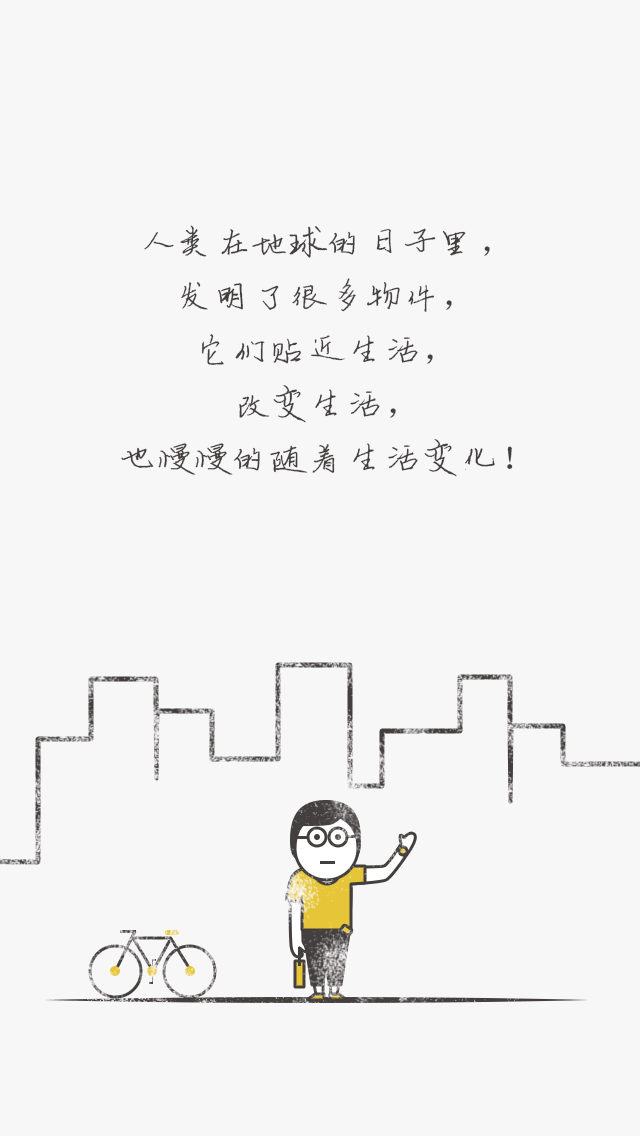 人类在地球的日子里，
发明了很多物件，
它们贴近生活，
改变生活，
也慢慢的随着生活变化！